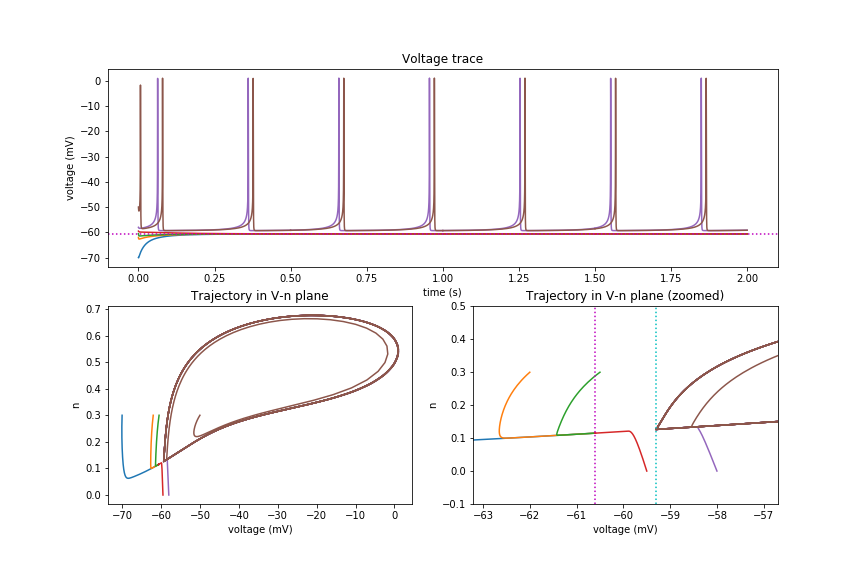 Voltage trace
voltage (mV)
0
−10
−20
−30
−40
−50
−60
−70
0.00 0.25 0.50 0.75 1.00 1.25 1.50 1.75 2.00
time (s)
Trajectory in V-n plane
n
0.7
0.6
0.5
0.4
0.3
0.2
0.1
0.0
−70 −60 −50 −40 −30 −20 −10 0
voltage (mV)
Trajectory in V-n plane (zoomed)
n
0.5
0.4
0.3
0.2
0.1
0.0
−0.1
−63 −62 −61 −60 −59 −58 −57
voltage (mV)